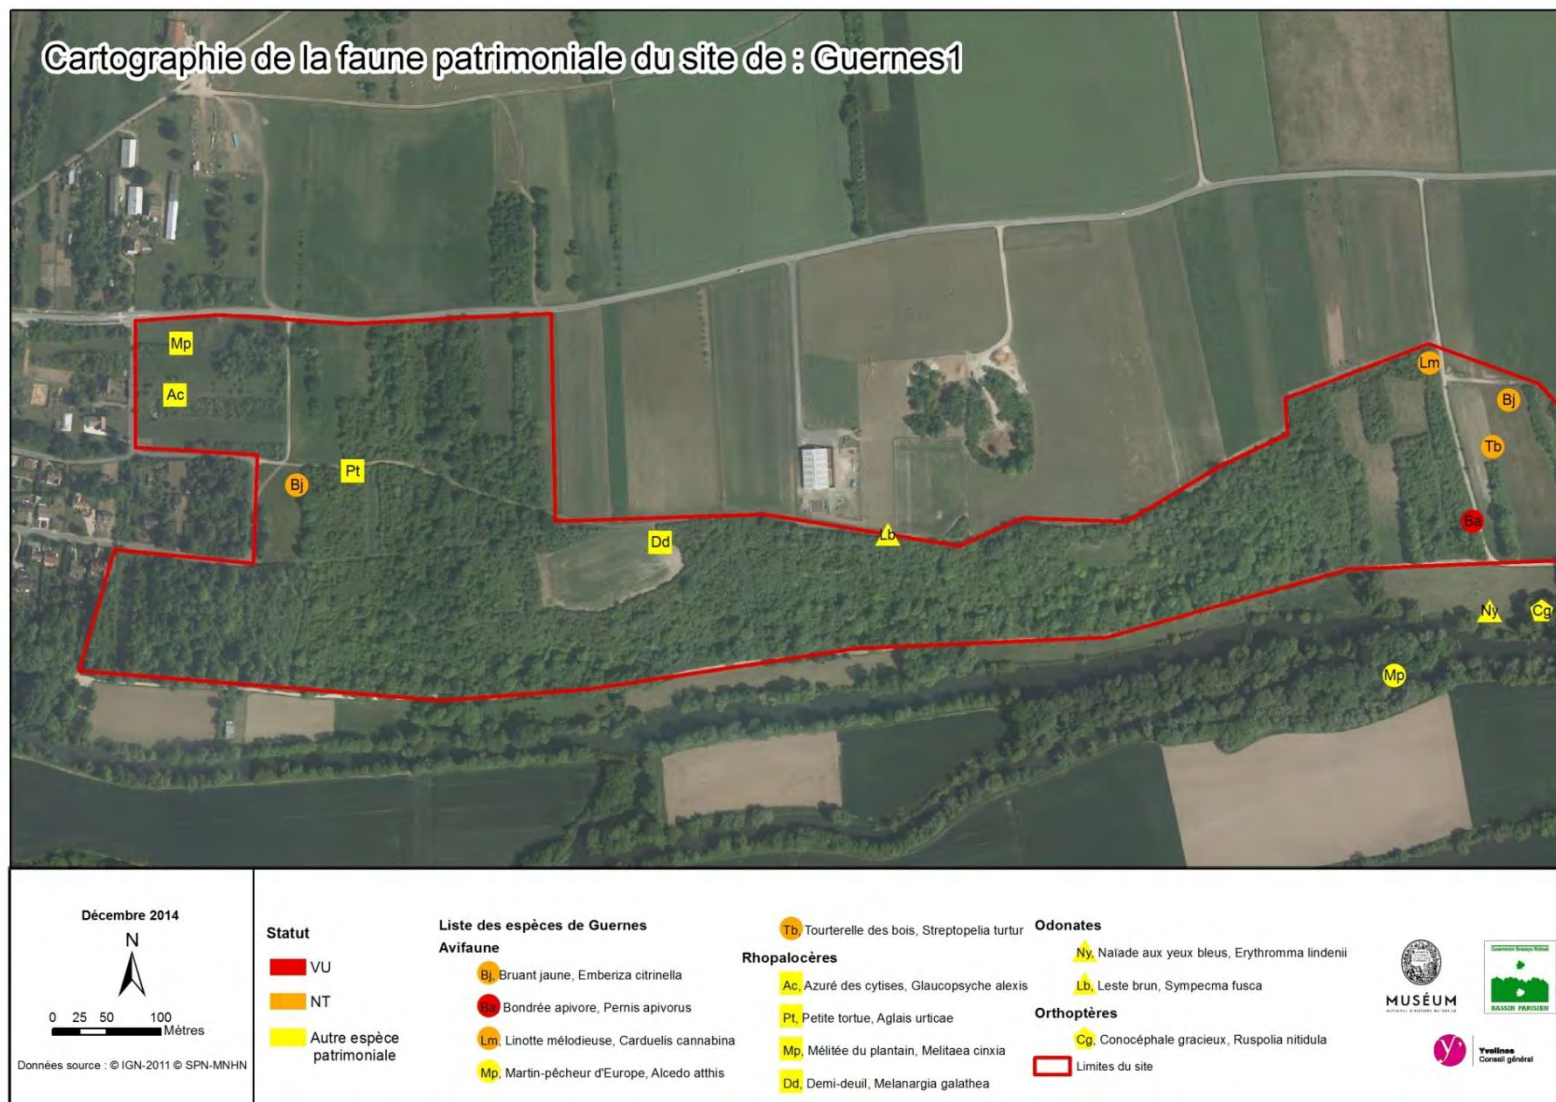 Cartographie de la faune patrimoniale du site de : Guernes1
Mp
Ac
Pt
Bj
Dd
Lb
Lm
Bj
Tb
Ba
Ny
Cg
Mp
Décembre 2014
N
0 25 50 100
Mètres
Données source : © IGN-2011 © SPN-MNHN
Statut
VU
NT
Autre espèce
patrimoniale
Liste des espèces de Guernes
Avifaune
Bj, Bruant jaune, Emberiza citrinella
Ba, Bondrée apivore, Pernis apivorus
Lm, Linotte mélodieuse, Carduelis cannabina
Mp, Martin-pêcheur d'Europe, Alcedo atthis
Tb, Tourterelle des bois, Streptopelia turtur
Rhopalocères
Ac, Azuré des cytises, Glaucopsyche alexis
Pt, Petite tortue, Aglais urticae
Mp, Mélitée du plantain, Melitaea cinxia
Dd, Demi-deuil, Melanargia galathea
Odonates
Ny, Naïade aux yeux bleus, Erythromma lindenii
Lb, Leste brun, Sympecma fusca
Orthoptères
Cg, Conocéphale gracieux, Ruspolia nitidula
Limites du site
MUSÉUM
BASSIN PARISIEN
Yvelines
Conseil général